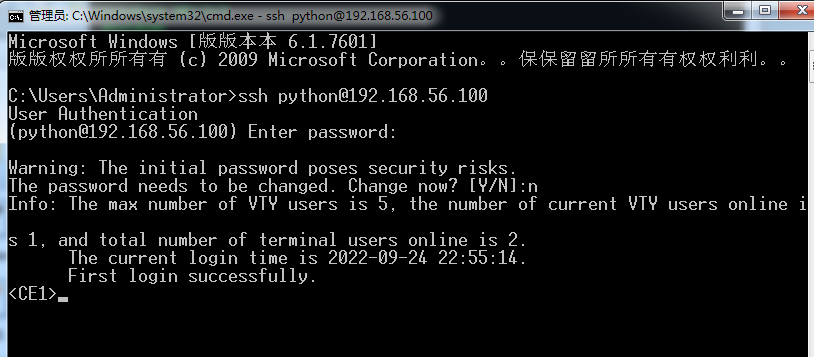 管理员: C:\Windows\system32\cmd.exe - ssh  python@192.168.56.100
Microsoft Windows [版版本本 6.1.7601]
版版权权所所有有 (c) 2009 Microsoft Corporation。。保保留留所所有有权权利利。。
C:\Users\Administrator>ssh python@192.168.56.100
User Authentication
(python@192.168.56.100) Enter password:
Warning: The initial password poses security risks.
The password needs to be changed. Change now? [Y/N]:n
Info: The max number of VTY users is 5, the number of current VTY users online i
s 1, and total number of terminal users online is 2.
The current login time is 2022-09-24 22:55:14.
First login successfully.
<CE1>